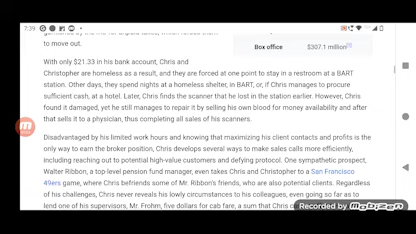 7:39
to move out.
Box office $307.1 million
With only $21.33 in his bank account, Chris and
Christopher are homeless as a result, and they are forced at one point to stay in a restroom at a BART
station. Other days, they spend nights at a homeless shelter, in BART, or, if Chris manages to procure
sufficient cash, at a hotel. Later, Chris finds the scanner that he lost in the station earlier. However, Chris
found it damaged, yet he still manages to repair it by selling his own blood for money availability and after
that sells it to a physician, thus completing all sales of his scanners.
Disadvantaged by his limited work hours and knowing that maximizing his client contacts and profits is the
only way to earn the broker position, Chris develops several ways to make sales calls more efficiently,
including reaching out to potential high-value customers and defying protocol. One sympathetic prospect,
Walter Ribbon, a top-level pension fund manager, even takes Chris and Christopher to a San Francisco
49ers game, where Chris befriends some of Mr. Ribbon's friends, who are also potential clients. Regardless
of his challenges, Chris never reveals his lowly circumstances to his colleagues, even going so far as to
lend one of his supervisors, Mr. Frohm, five dollars for cab fare, a sum that Chris
Recorded by Mobizen